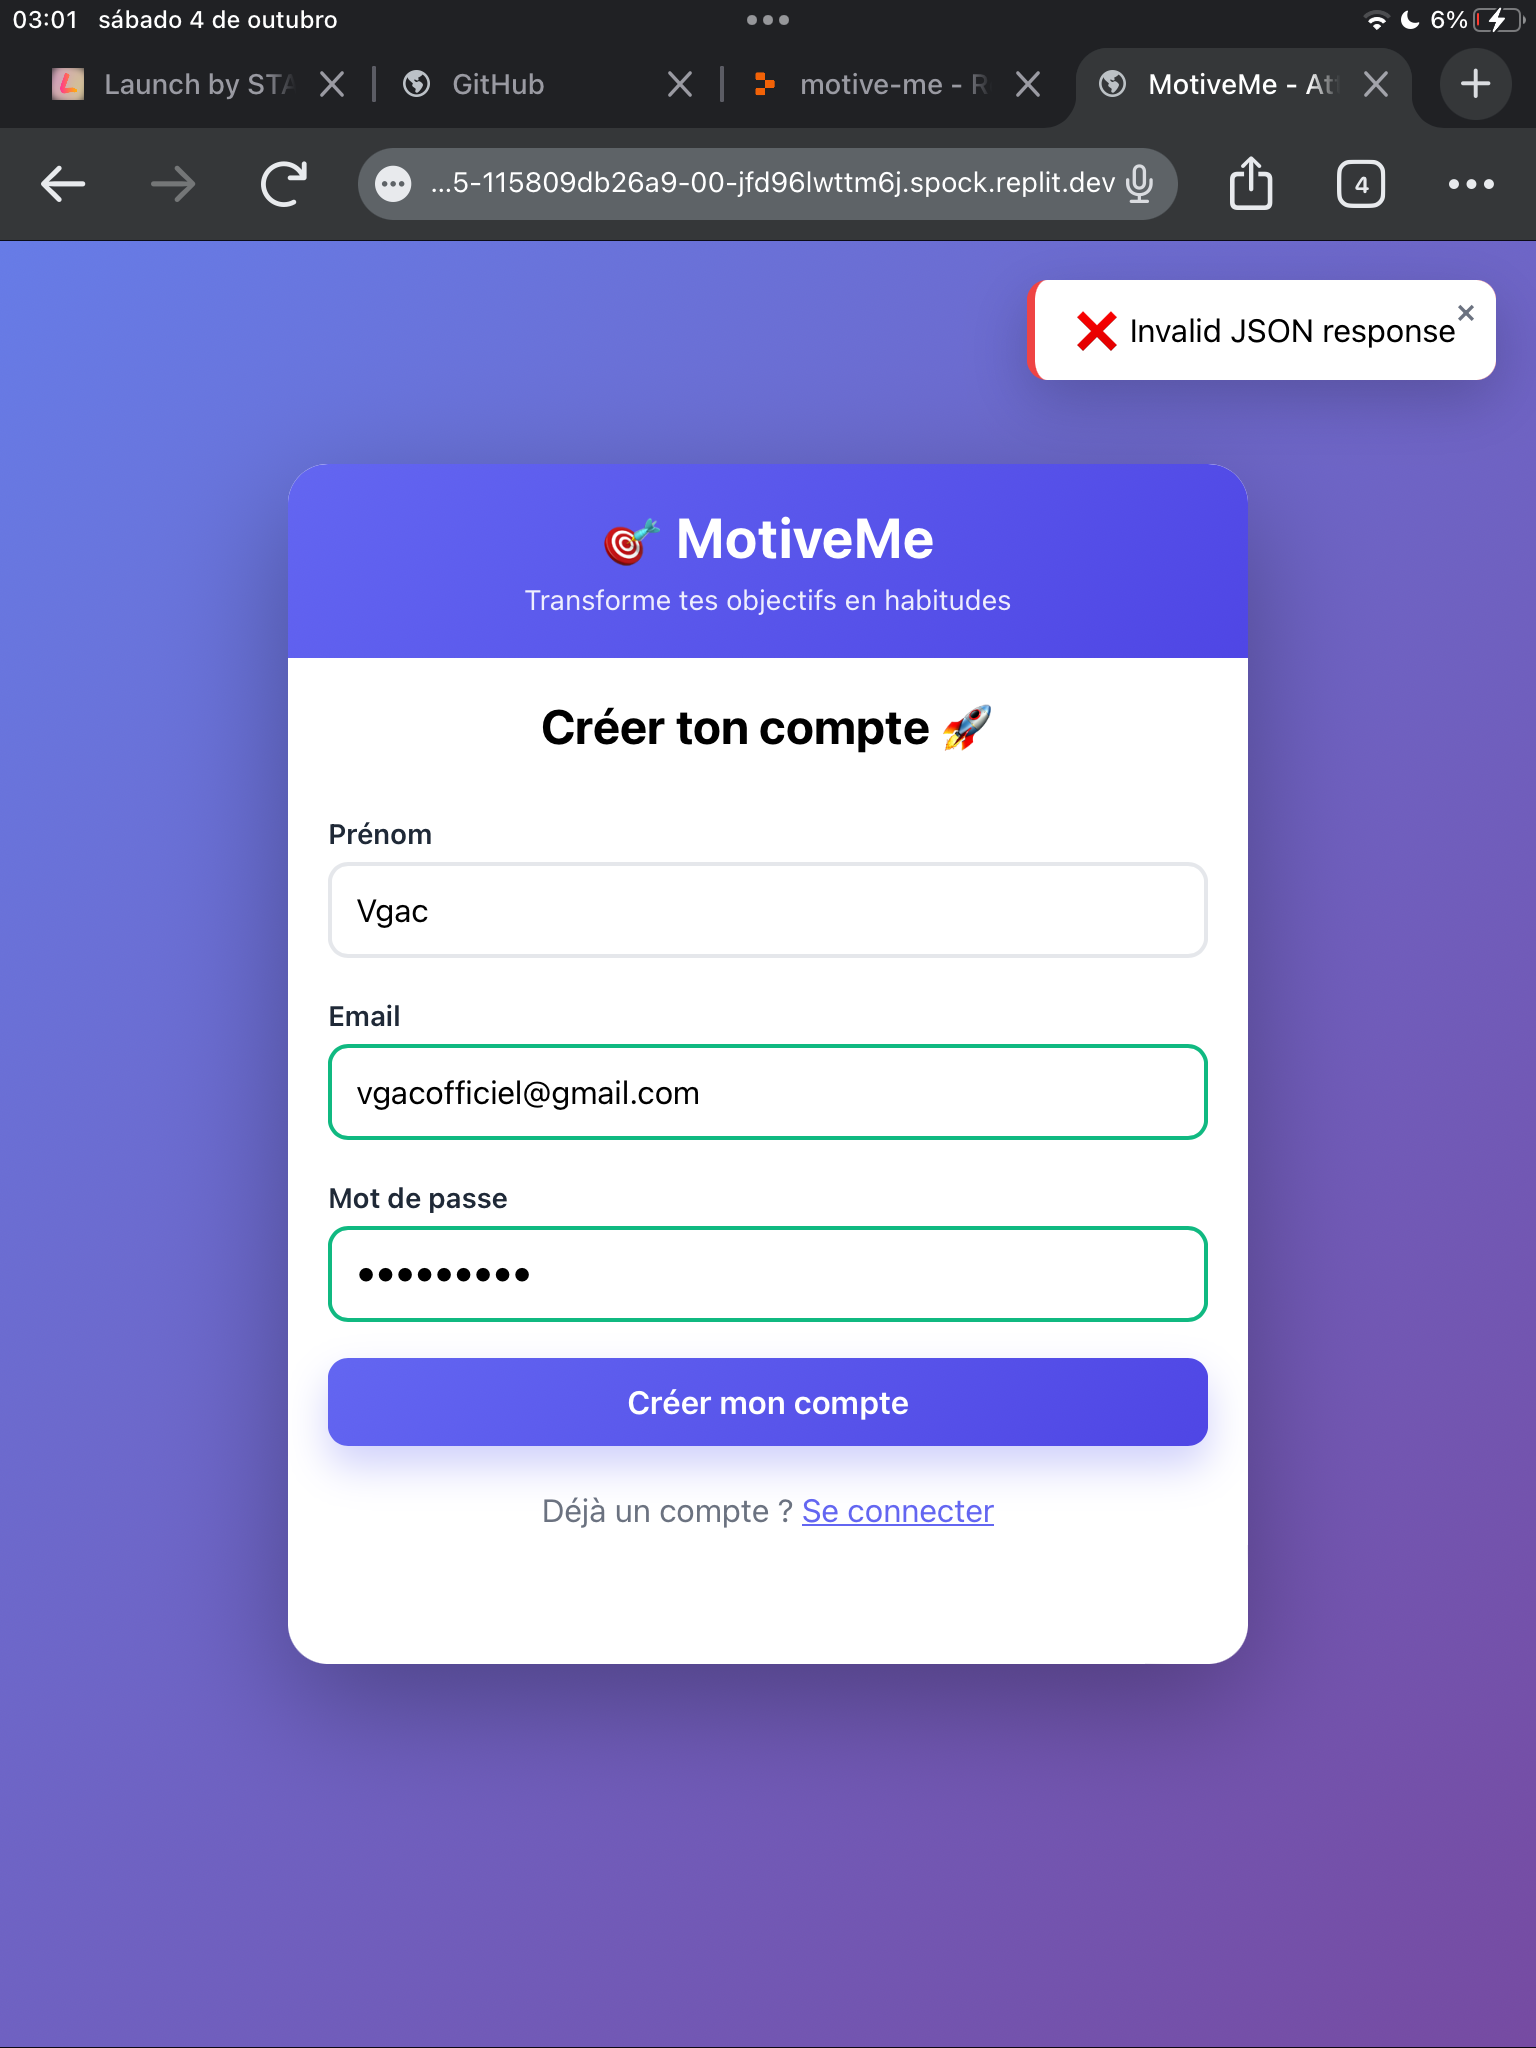 03:01 sábado 4 de outubro
6%
Launch by STA
GitHub
motive-me - R
MotiveMe - At
...5-115809db26a9-00-jfd96lwttm6j.spock.replit.dev
4
Invalid JSON response
MotiveMe
Transforme tes objectifs en habitudes
Créer ton compte 🚀
Prénom
Vgac
Email
vgacofficiel@gmail.com
Mot de passe
•••••••••
Créer mon compte
Déjà un compte ? Se connecter